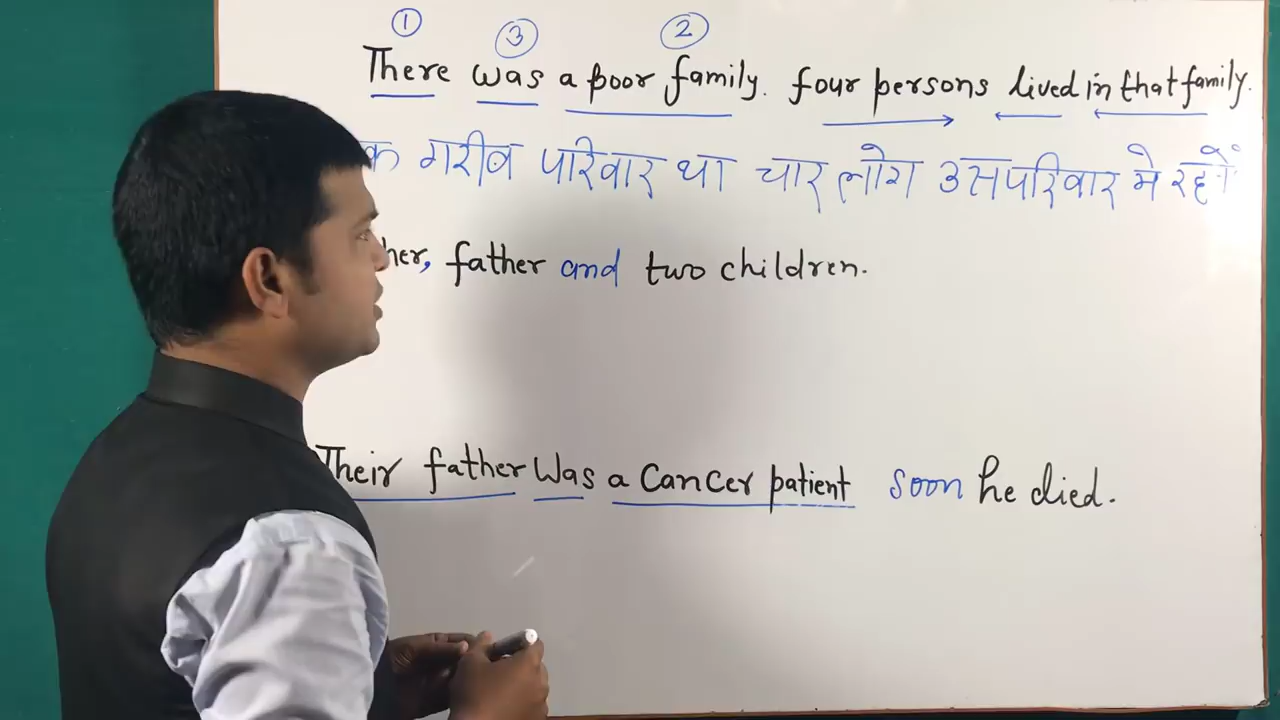 ① ③ ②
There was a poor family. four persons lived in that family.
क गरीब परिवार था चार लोग उस परिवार मे
her, father and two children.
Their father was a Cancer patient soon he died.